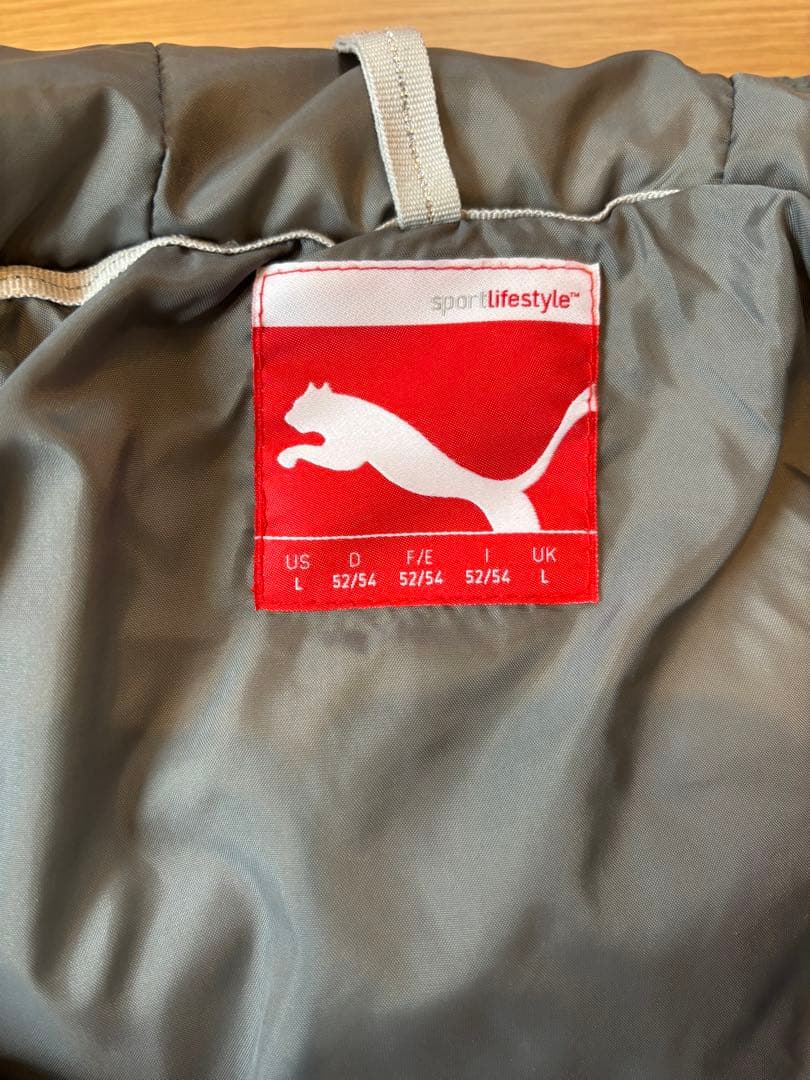 sportlifestyle™
US D F/E I UK
L 52/54 52/54 52/54 L